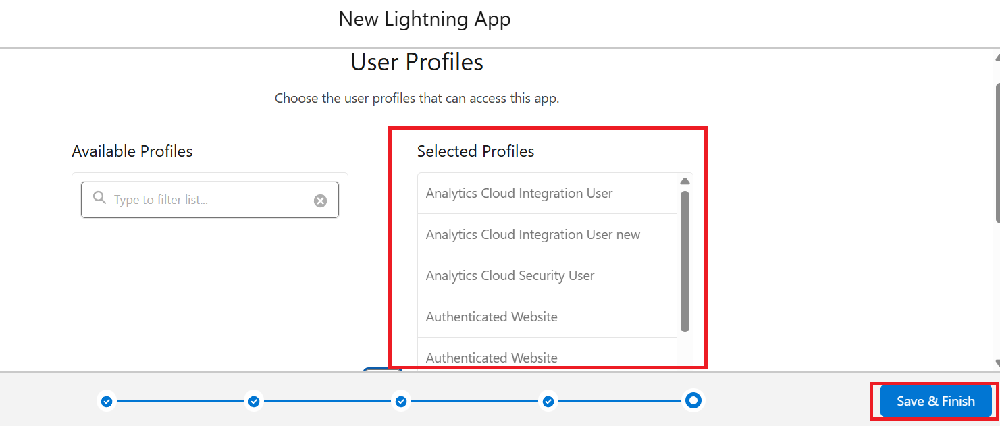 New Lightning App
User Profiles
Choose the user profiles that can access this app.
Available Profiles
Type to filter list...
Selected Profiles
Analytics Cloud Integration User
Analytics Cloud Integration User new
Analytics Cloud Security User
Authenticated Website
Authenticated Website
Save & Finish